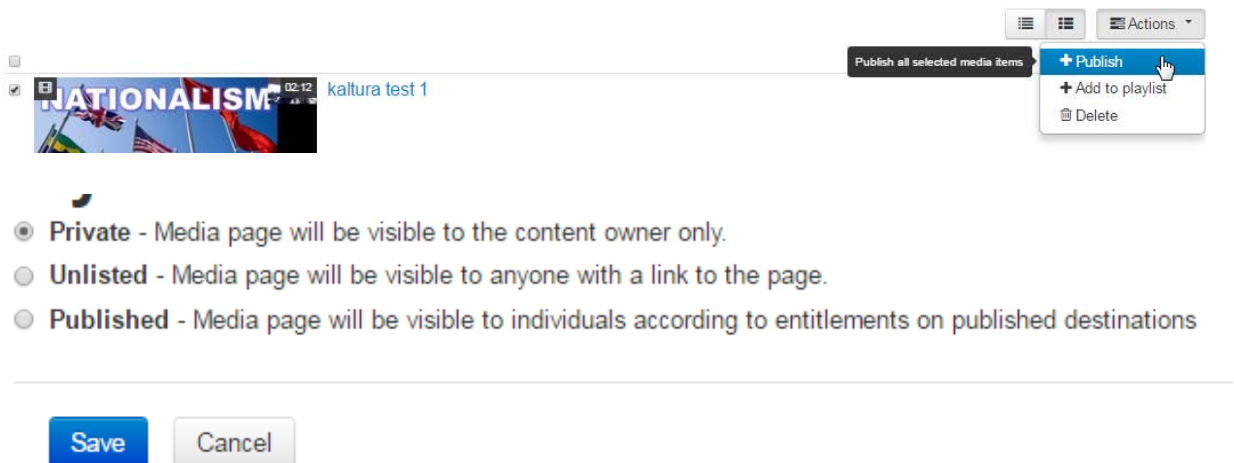 Actions
Publish all selected media items
+ Publish
+ Add to playlist
Delete
NATIONALISM
02:12
kaltura test 1
Private - Media page will be visible to the content owner only.
Unlisted - Media page will be visible to anyone with a link to the page.
Published - Media page will be visible to individuals according to entitlements on published destinations
Save
Cancel